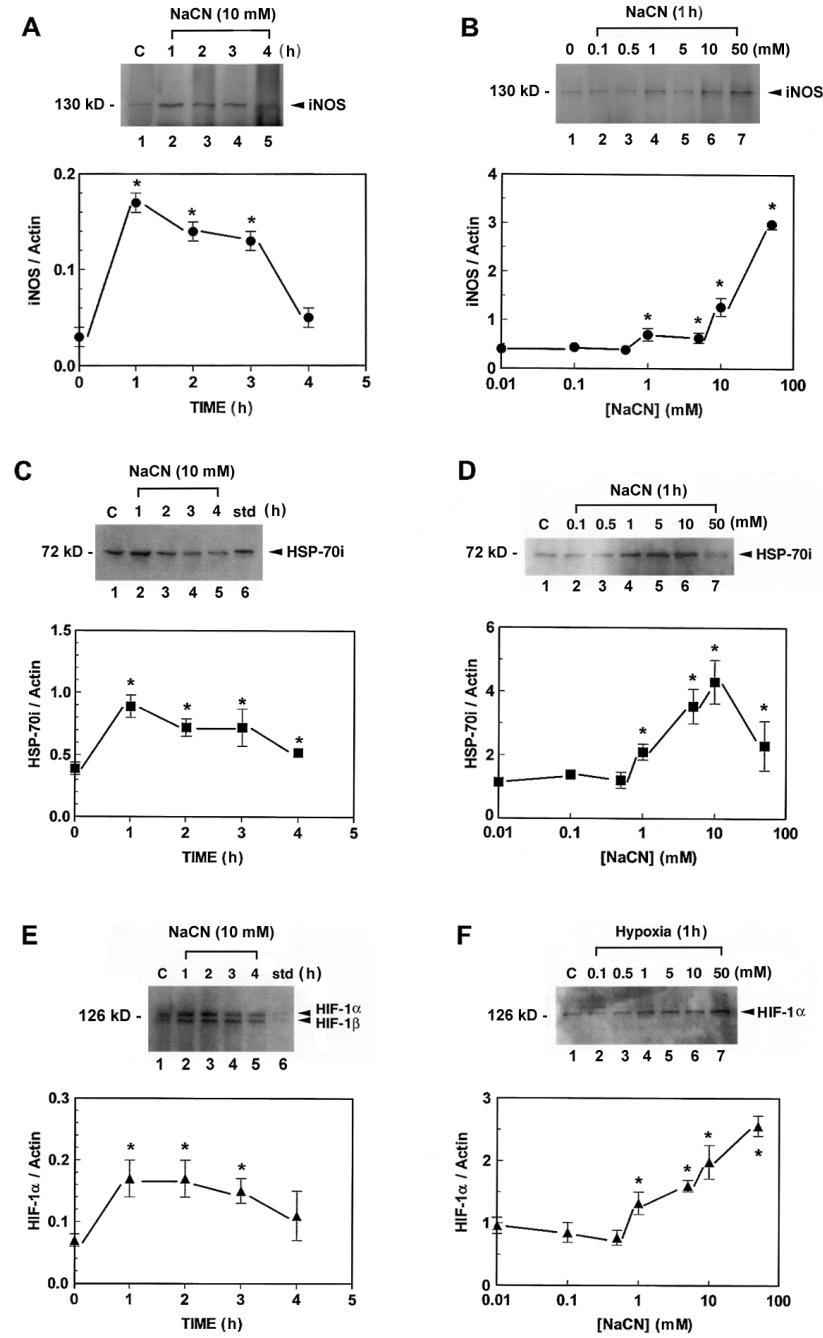 A
NaCN (10 mM)
C 1 2 3 4 (h)
130 kD - iNOS
1 2 3 4 5
0.2
0.1
0.0
iNOS / Actin
* * *
0 1 2 3 4 5
TIME (h)
B
NaCN (1h)
0 0.1 0.5 1 5 10 50 (mM)
130 kD - iNOS
1 2 3 4 5 6 7
4
3
2
1
0
iNOS / Actin
* * * *
0.01 0.1 1 10 100
[NaCN] (mM)
C
NaCN (10 mM)
C 1 2 3 4 std (h)
72 kD - HSP-70i
1 2 3 4 5 6
1.5
1.0
0.5
0.0
HSP-70i / Actin
* * * *
0 1 2 3 4 5
TIME (h)
D
NaCN (1h)
C 0.1 0.5 1 5 10 50 (mM)
72 kD - HSP-70i
1 2 3 4 5 6 7
6
4
2
0
HSP-70i / Actin
* * * *
0.01 0.1 1 10 100
[NaCN] (mM)
E
NaCN (10 mM)
C 1 2 3 4 std (h)
126 kD - HIF-1α
HIF-1β
1 2 3 4 5 6
0.3
0.2
0.1
0.0
HIF-1α / Actin
* * *
0 1 2 3 4 5
TIME (h)
F
Hypoxia (1h)
C 0.1 0.5 1 5 10 50 (mM)
126 kD - HIF-1α
1 2 3 4 5 6 7
3
2
1
0
HIF-1α / Actin
* * * *
0.01 0.1 1 10 100
[NaCN] (mM)